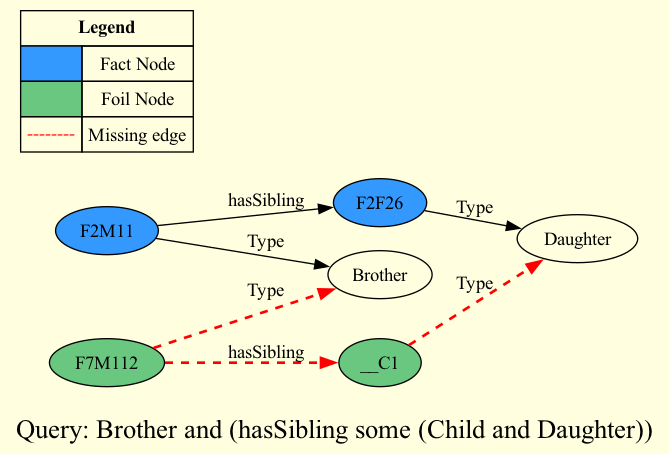 Legend
Fact Node
Foil Node
Missing edge
hasSibling
F2F26
Type
F2M11
Type
Daughter
Brother
Type
Type
hasSibling
F7M112
__C1
Query: Brother and (hasSibling some (Child and Daughter))